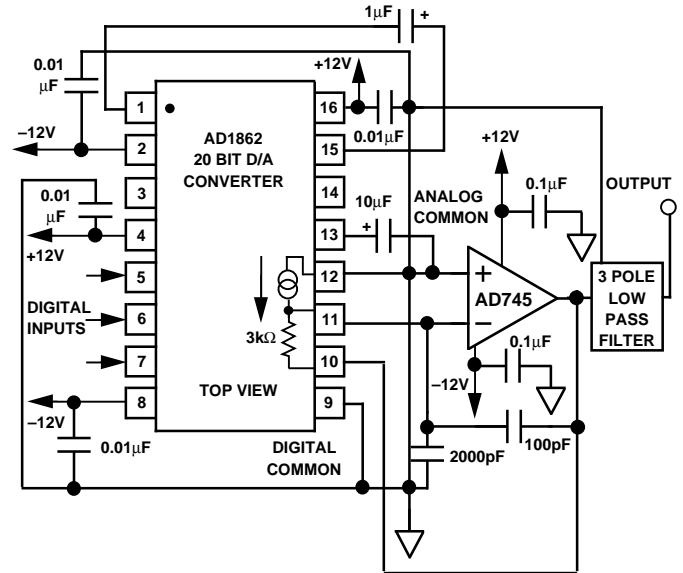 1μF
+
0.01
μF
+12V
1
16
AD1862
20 BIT D/A
CONVERTER
0.01μF
–12V
2
15
+12V
3
14
0.01
μF
ANALOG
COMMON
0.1μF
OUTPUT
10μF
+
4
13
+12V
5
12
+
AD745
–
3 POLE
LOW
PASS
FILTER
DIGITAL
INPUTS
6
11
3kΩ
7
10
0.1μF
–12V
TOP VIEW
8
9
–12V
0.01μF
DIGITAL
COMMON
2000pF
100pF